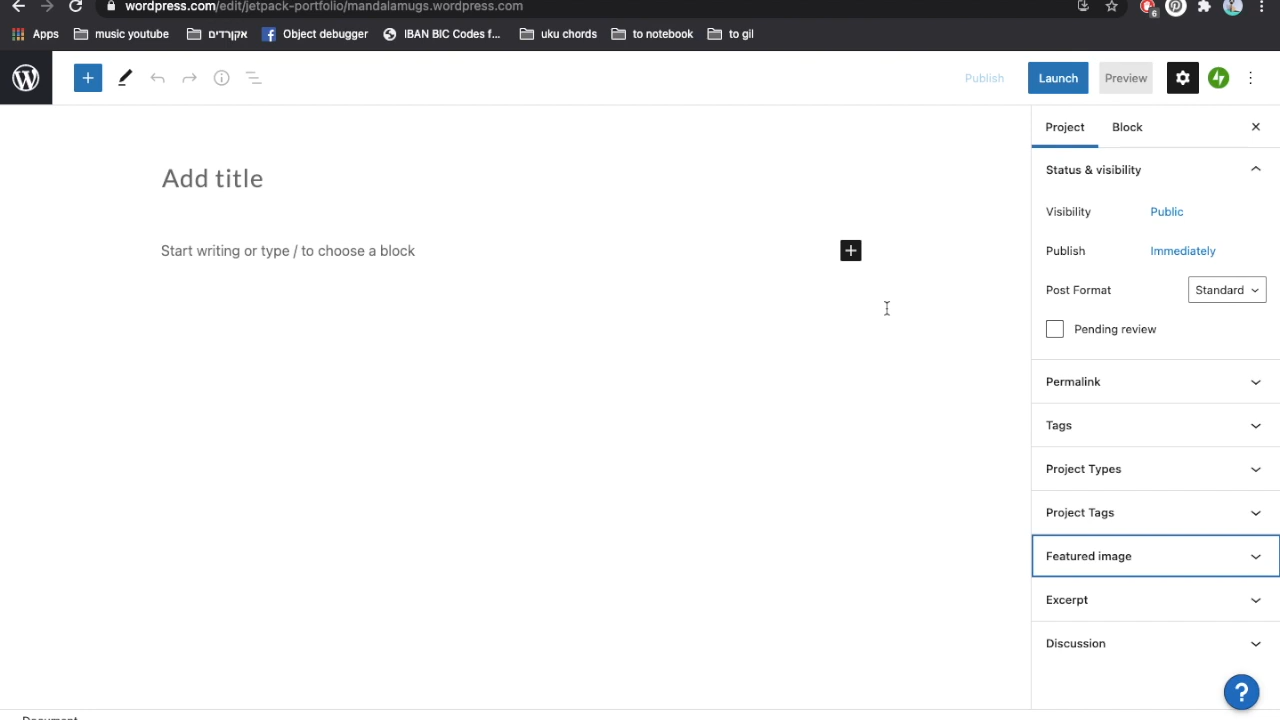 wordpress.com/edit/jetpack-portfolio/mandalamugs.wordpress.com
6
Apps music youtube אקורדים Object debugger IBAN BIC Codes f... uku chords to notebook to gil
Publish Launch Preview
Project Block
Add title
Status & visibility
Visibility Public
Start writing or type / to choose a block
Publish Immediately
Post Format Standard
Pending review
Permalink
Tags
Project Types
Project Tags
Featured image
Excerpt
Discussion
?
Document